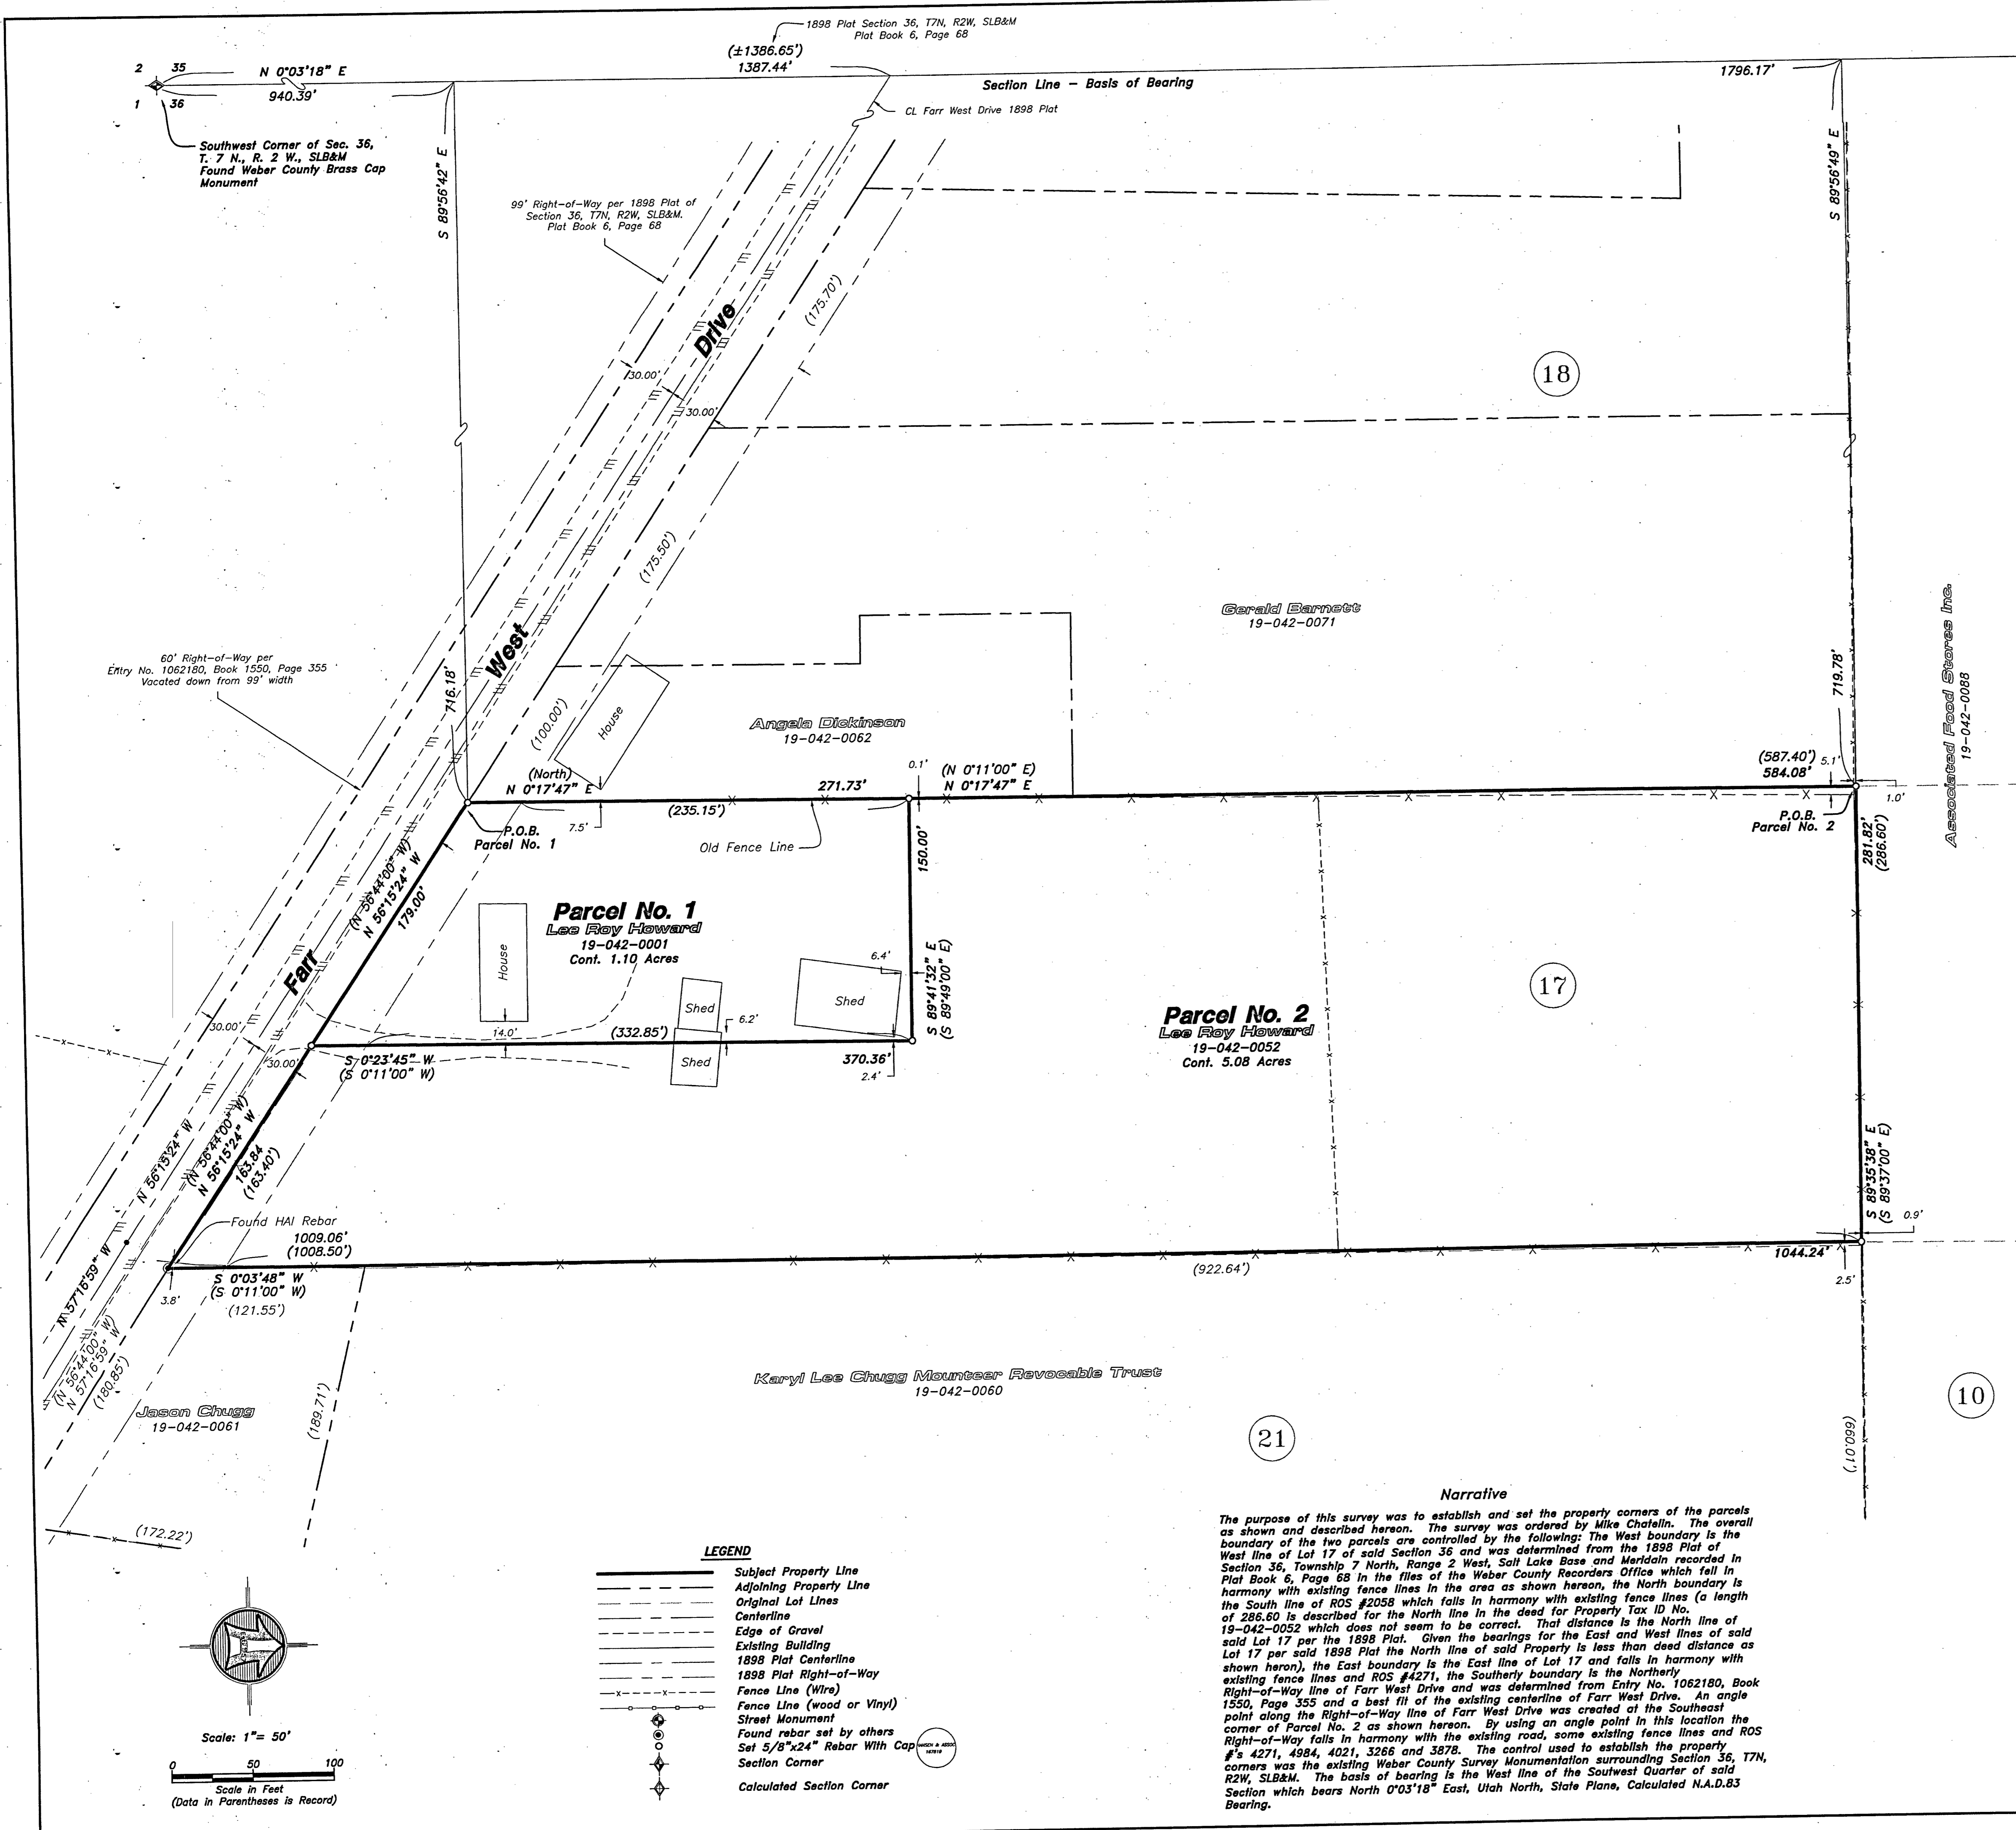 1898 Plat Section 36, T7N, R2W, SLB&M
Plat Book 6, Page 68
(±1386.65')
1387.44'
2 35
1 36
N 0°03'18" E
940.39'
Section Line - Basis of Bearing
1796.17'
CL Farr West Drive 1898 Plat
Southwest Corner of Sec. 36,
T. 7 N., R. 2 W., SLB&M
Found Weber County Brass Cap
Monument
S 89°56'42" E
S 89°56'49" E
99' Right-of-Way per 1898 Plat of
Section 36, T7N, R2W, SLB&M.
Plat Book 6, Page 68
(175.70')
Drive
30.00'
30.00'
18
(175.50')
Gerald Barnett
19-042-0071
Associated Food Stores Inc.
19-042-0088
60' Right-of-Way per
Entry No. 1062180, Book 1550, Page 355
Vacated down from 99' width
West
716.18'
719.78'
House
(100.00')
Angela Dickinson
19-042-0062
(North)
N 0°17'47" E
271.73'
0.1'
(N 0°11'00" E)
N 0°17'47" E
(587.40')
584.08'
5.1'
1.0'
(235.15')
7.5'
P.O.B.
Parcel No. 1
Old Fence Line
P.O.B.
Parcel No. 2
150.00'
281.82'
(286.60')
(N 56°44'00" W)
N 56°15'24" W
179.00'
Parcel No. 1
Lee Roy Howard
19-042-0001
Cont. 1.10 Acres
House
Farr
6.4'
S 89°41'32" E
(S 89°49'00" E)
Shed
Shed
Shed
6.2'
14.0'
(332.85')
17
Parcel No. 2
Lee Roy Howard
19-042-0052
Cont. 5.08 Acres
30.00'
30.00'
S 0°23'45" W
(S 0°11'00" W)
370.36'
2.4'
N 56°15'24" W
(N 56°44'00" W)
N 56°15'24" W
163.84
(163.40')
S 89°35'38" E
(S 89°37'00" E)
0.9'
Found HAI Rebar
1009.06'
(1008.50')
1044.24'
2.5'
S 0°03'48" W
(S 0°11'00" W)
(121.55')
3.8'
(922.64')
N 57°16'59" W
(N 56°44'00" W)
N 57°16'59" W
(180.85')
Karyl Lee Chugg Mounteer Revocable Trust
19-042-0060
Jason Chugg
19-042-0061
(189.71')
(660.01')
10
21
(172.22')
LEGEND
Subject Property Line
Adjoining Property Line
Original Lot Lines
Centerline
Edge of Gravel
Existing Building
1898 Plat Centerline
1898 Plat Right-of-Way
Fence Line (Wire)
Fence Line (wood or Vinyl)
Street Monument
Found rebar set by others
Set 5/8"x24" Rebar With Cap
Section Corner
Calculated Section Corner
Scale: 1"= 50'
0 50 100
Scale in Feet
(Data in Parentheses is Record)
Narrative
The purpose of this survey was to establish and set the property corners of the parcels
as shown and described hereon. The survey was ordered by Mike Chatelin. The overall
boundary of the two parcels are controlled by the following: The West boundary is the
West line of Lot 17 of said Section 36 and was determined from the 1898 Plat of
Section 36, Township 7 North, Range 2 West, Salt Lake Base and Meridain recorded in
Plat Book 6, Page 68 in the files of the Weber County Recorders Office which fell in
harmony with existing fence lines in the area as shown hereon, the North boundary is
the South line of ROS #2058 which falls in harmony with existing fence lines (a length
of 286.60 is described for the North line in the deed for Property Tax ID No.
19-042-0052 which does not seem to be correct. That distance is the North line of
said Lot 17 per the 1898 Plat. Given the bearings for the East and West lines of said
Lot 17 per said 1898 Plat the North line of said Property is less than deed distance as
shown heron), the East boundary is the East line of Lot 17 and falls in harmony with
existing fence lines and ROS #4271, the Southerly boundary is the Northerly
Right-of-Way line of Farr West Drive and was determined from Entry No. 1062180, Book
1550, Page 355 and a best fit of the existing centerline of Farr West Drive. An angle
point along the Right-of-Way line of Farr West Drive was created at the Southeast
corner of Parcel No. 2 as shown hereon. By using an angle point in this location the
Right-of-Way falls in harmony with the existing road, some existing fence lines and ROS
#'s 4271, 4984, 4021, 3266 and 3878. The control used to establish the property
corners was the existing Weber County Survey Monumentation surrounding Section 36, T7N,
R2W, SLB&M. The basis of bearing is the West line of the Soutwest Quarter of said
Section which bears North 0°03'18" East, Utah North, State Plane, Calculated N.A.D.83
Bearing.